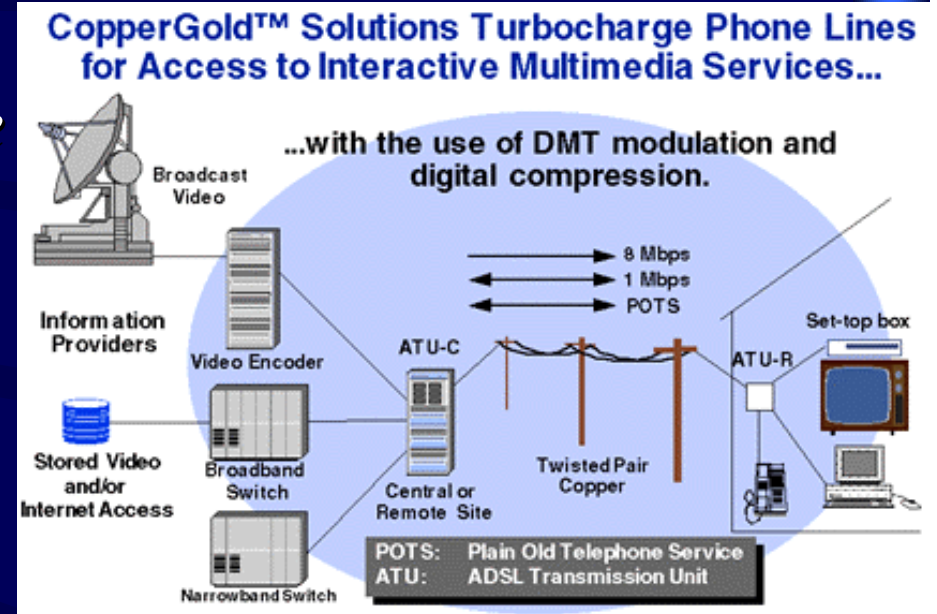 CopperGold™ Solutions Turbocharge Phone Lines
for Access to Interactive Multimedia Services...
...with the use of DMT modulation and
digital compression.
Broadcast
Video
8 Mbps
1 Mbps
POTS
Information
Providers
Video Encoder
ATU-C
Set-top box
ATU-R
Stored Video
and/or
Internet Access
Broadband
Switch
Central or
Remote Site
Twisted Pair
Copper
Narrowband Switch
POTS: Plain Old Telephone Service
ATU: ADSL Transmission Unit